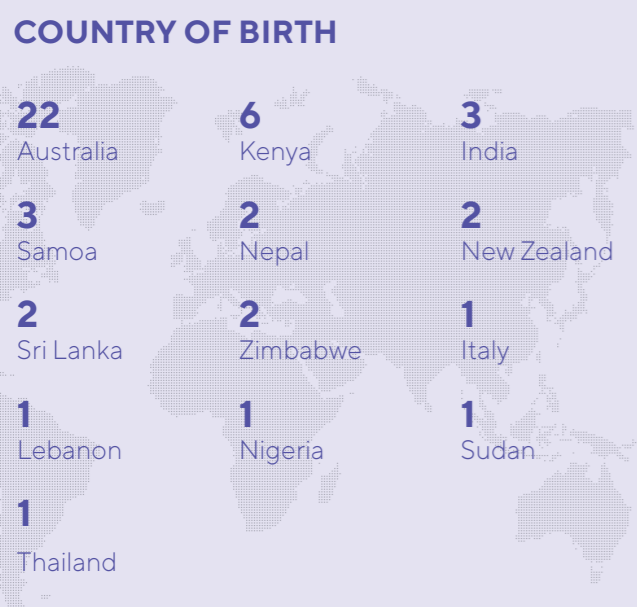 COUNTRY OF BIRTH
22 6 3
Australia Kenya India
3 2 2
Samoa Nepal New Zealand
2 2 1
Sri Lanka Zimbabwe Italy
1 1 1
Lebanon Nigeria Sudan
1
Thailand